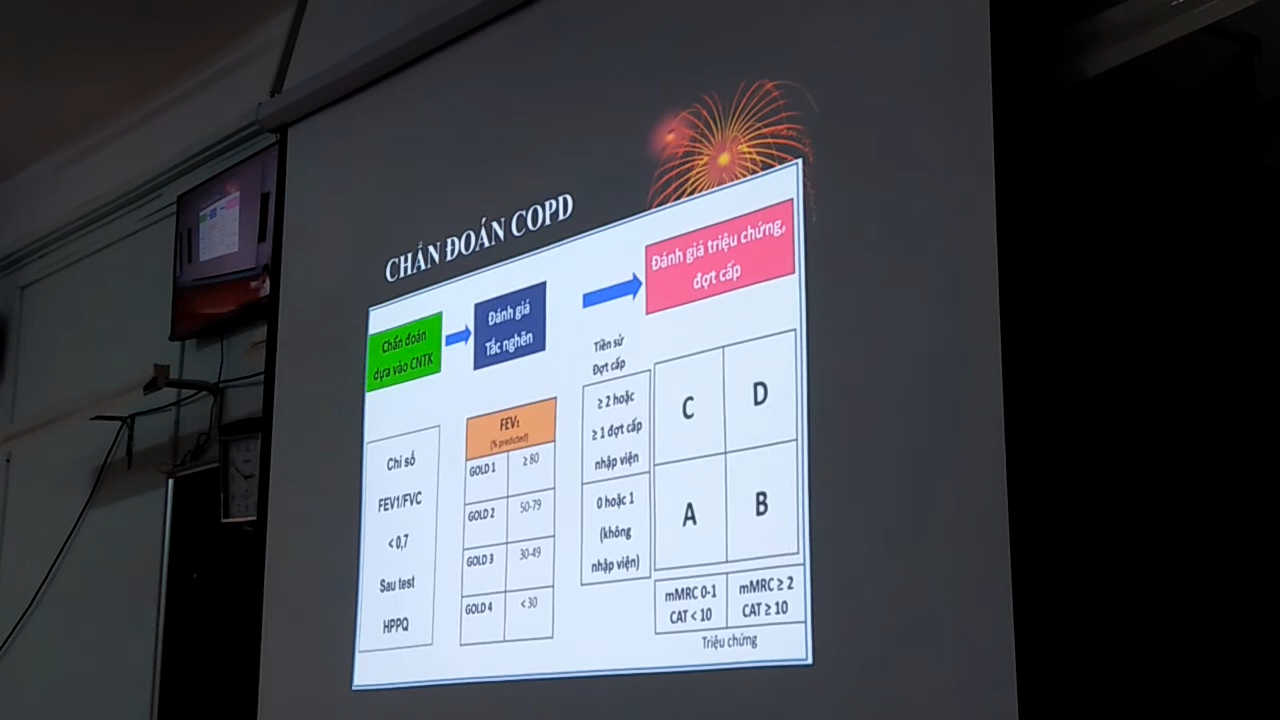 CHẨN ĐOÁN COPD
Chẩn đoán
dựa vào CNTK
Đánh giá
Tắc nghẽn
Đánh giá triệu chứng,
đợt cấp
Chỉ số
FEV1/FVC
< 0,7
Sau test
HPPQ
FEV₁
(% predicted)
GOLD 1 ≥ 80
GOLD 2 50-79
GOLD 3 30-49
GOLD 4 < 30
Tiền sử
Đợt cấp
≥ 2 hoặc
≥ 1 đợt cấp
nhập viện
0 hoặc 1
(không
nhập viện)
C D
A B
mMRC 0-1
CAT < 10
mMRC ≥ 2
CAT ≥ 10
Triệu chứng